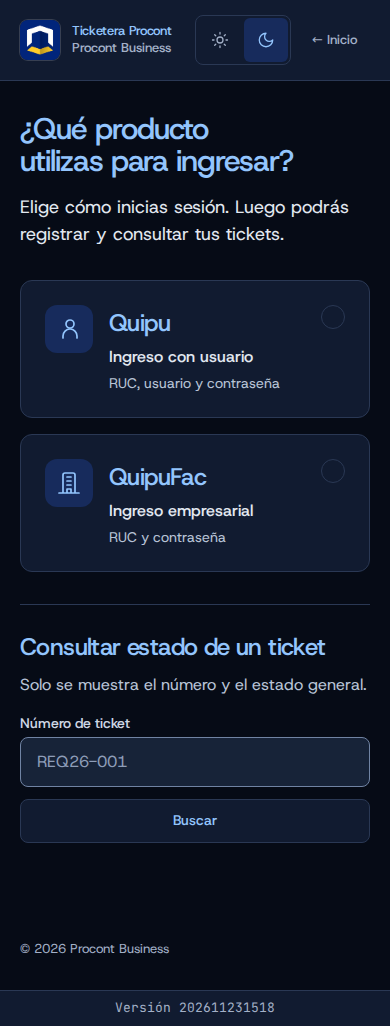 Ticketera Procont
Procont Business
← Inicio
¿Qué producto
utilizas para ingresar?
Elige cómo inicias sesión. Luego podrás
registrar y consultar tus tickets.
Quipu
Ingreso con usuario
RUC, usuario y contraseña
QuipuFac
Ingreso empresarial
RUC y contraseña
Consultar estado de un ticket
Solo se muestra el número y el estado general.
Número de ticket
REQ26-001
Buscar
© 2026 Procont Business
Versión 202611231518